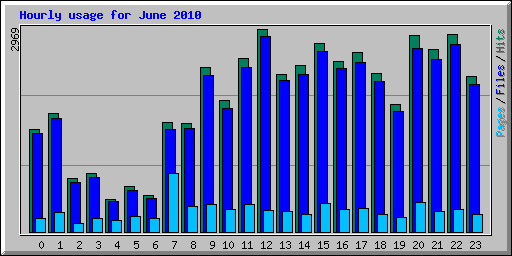 Hourly usage for June 2010
2969
Pages/Files/Hits
0 1 2 3 4 5 6 7 8 9 10 11 12 13 14 15 16 17 18 19 20 21 22 23